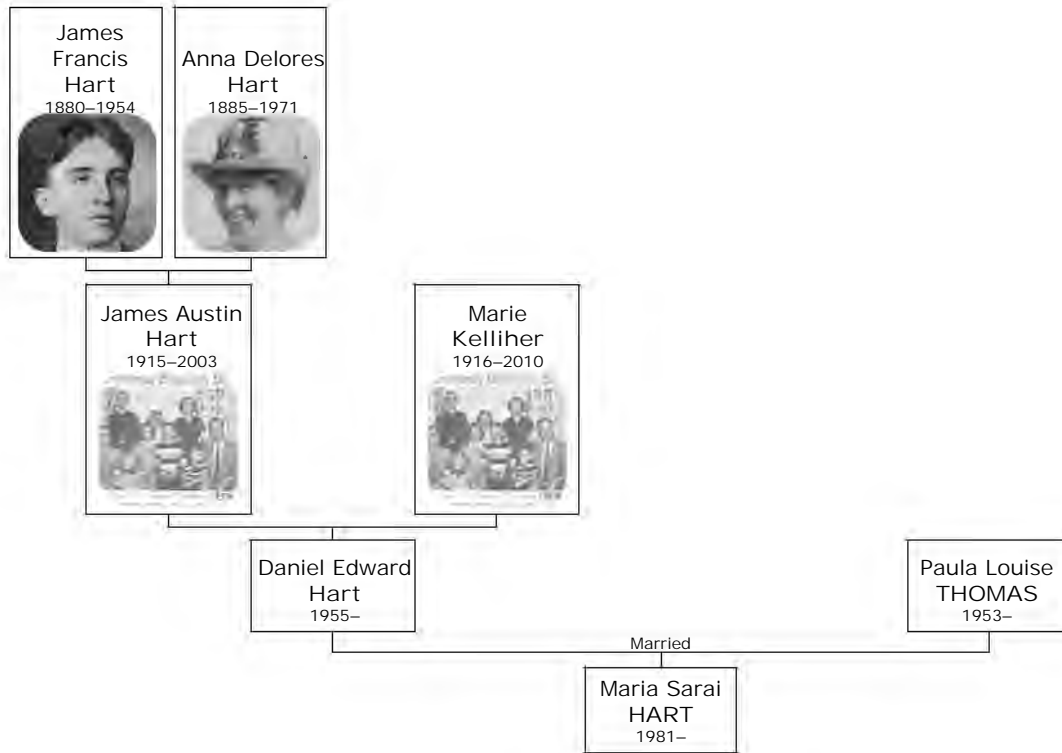 James
Francis
Hart
1880–1954
Anna Delores
Hart
1885–1971
James Austin
Hart
1915–2003
Marie
Kelliher
1916–2010
Daniel Edward
Hart
1955–
Paula Louise
THOMAS
1953–
Married
Maria Sarai
HART
1981–